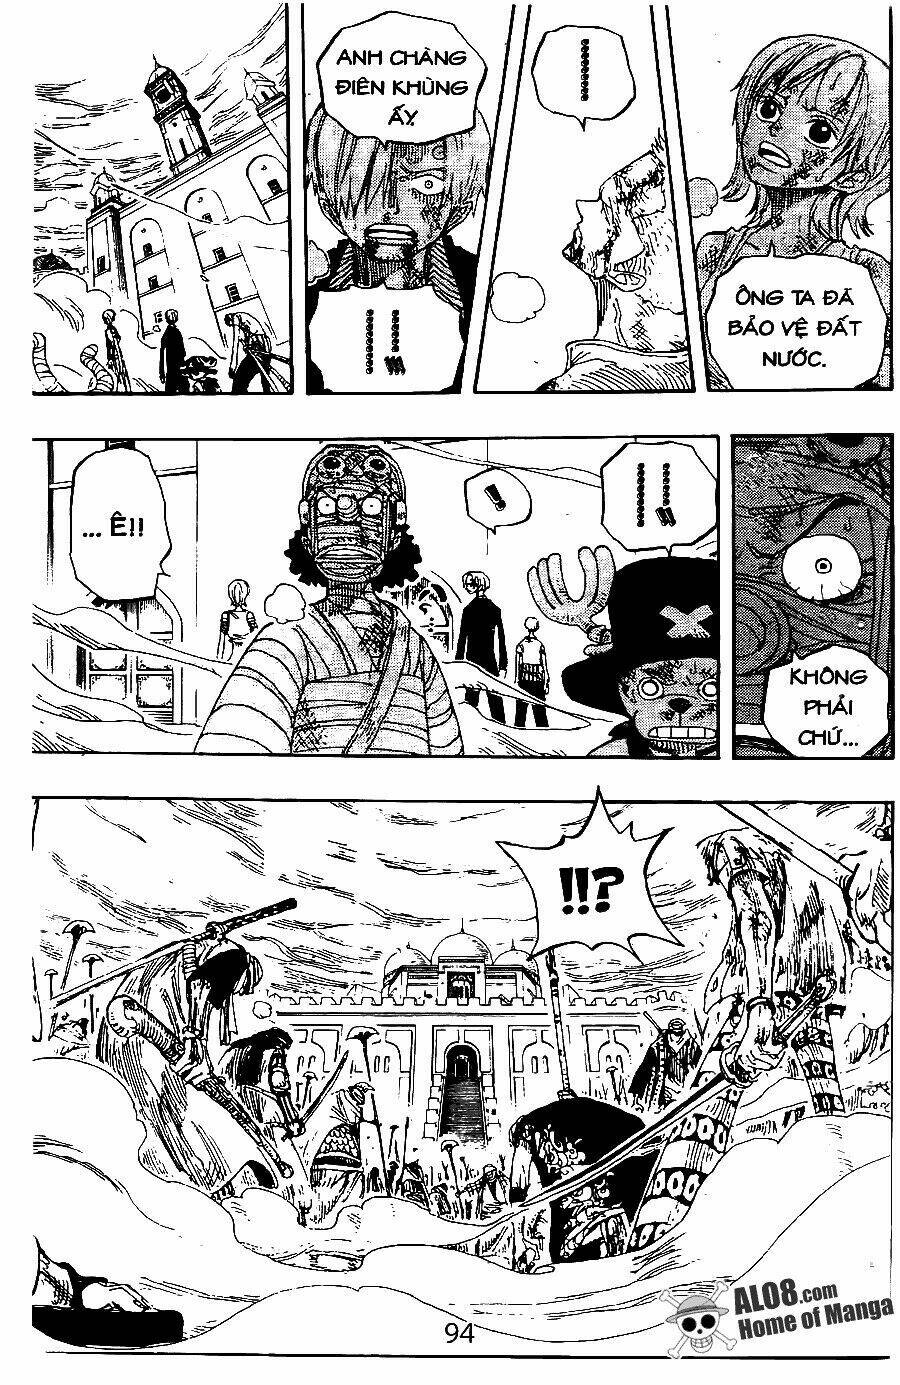 ÔNG TA ĐÃ
BẢO VỆ ĐẤT
NƯỚC.
.........
ANH CHÀNG
ĐIÊN KHÙNG
ẤY.
......... ......!!!
KHÔNG
PHẢI
CHỨ...
......... ......!!
!!
... Ê!!
!!?
94
ALO8.com
Home of Manga